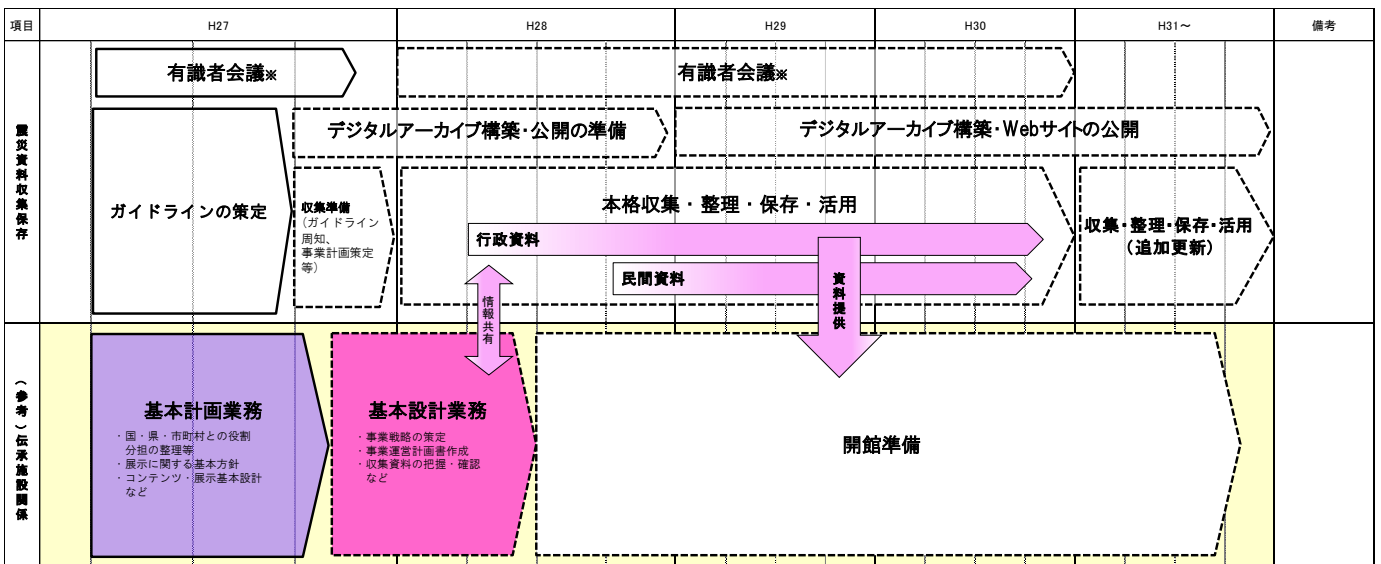 項目
H27
H28
H29
H30
H31～
備考
震災資料収集保存
有識者会議※
有識者会議※
デジタルアーカイブ構築・公開の準備
デジタルアーカイブ構築・Webサイトの公開
ガイドラインの策定
収集準備
（ガイドライン
周知、
事業計画策定
等）
本格収集・整理・保存・活用
行政資料
民間資料
収集・整理・保存・活用
（追加更新）
情報共有
資料提供
（参考）伝承施設関係
基本計画業務
・国・県・市町村との役割
分担の整理等
・展示に関する基本方針
・コンテンツ・展示基本設計
など
基本設計業務
・事業戦略の策定
・事業運営計画書作成
・収集資料の把握・確認
など
開館準備